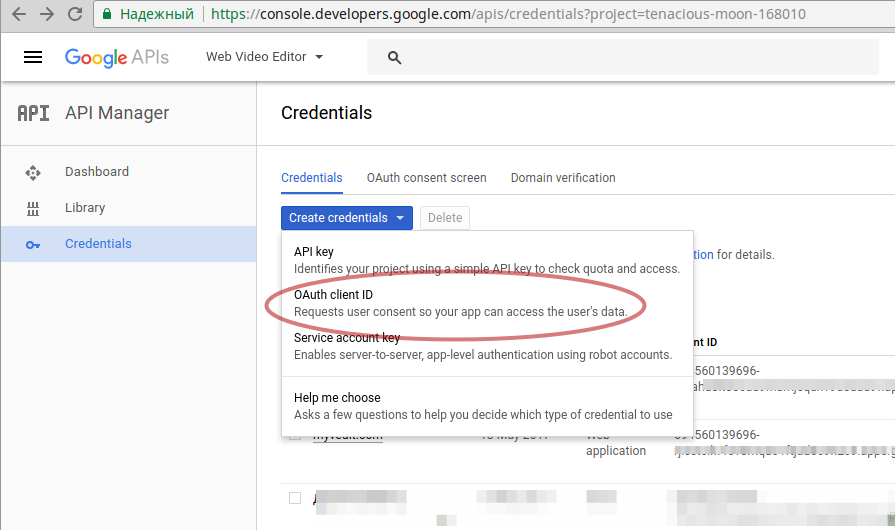 Надежный https://console.developers.google.com/apis/credentials?project=tenacious-moon-168010
Google APIs Web Video Editor
API API Manager
Credentials
Dashboard
Library
Credentials
Credentials OAuth consent screen Domain verification
Create credentials Delete
API key
Identifies your project using a simple API key to check quota and access.
tion for details.
OAuth client ID
Requests user consent so your app can access the user's data.
Service account key
Enables server-to-server, app-level authentication using robot accounts.
nt ID
560139696-
Help me choose
Asks a few questions to help you decide which type of credential to use
560139696-
application